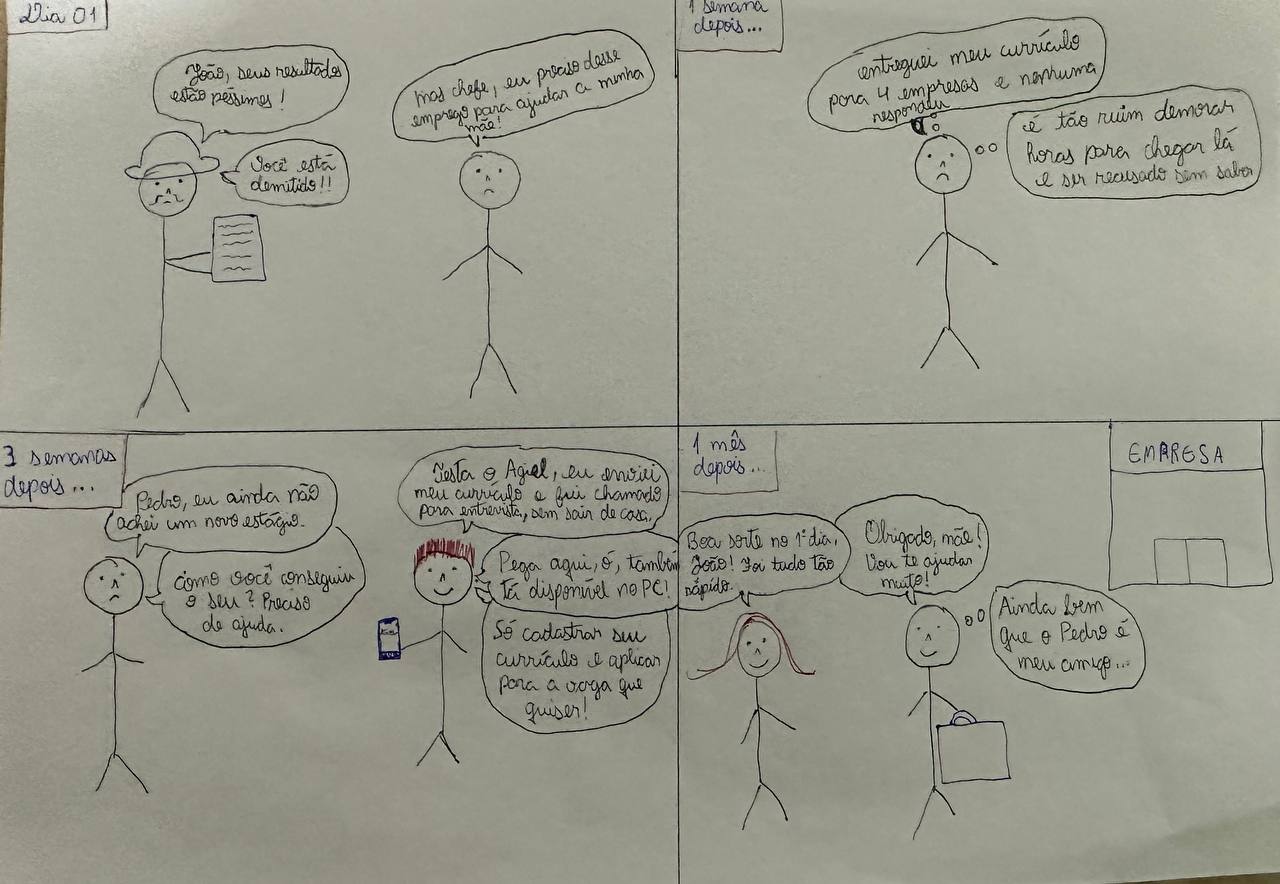 Dia 01
João, seus resultados
estão péssimos!
Você está
demitido!!
mas chefe, eu preciso desse
emprego para ajudar a minha
mãe!
1 semana
depois...
entreguei meu currículo
para 4 empresas e nenhuma
respondeu
é tão ruim demorar
horas para chegar lá
e ser recusado sem saber
3 semanas
depois...
Pedro, eu ainda não
achei um novo estágio.
Como você conseguiu
o seu? Preciso
de ajuda.
Testa o Agiel, eu enviei
meu currículo e fui chamado
para entrevista, sem sair de casa.
Pega aqui, ó, também
tá disponível no PC!
Só cadastrar seu
currículo e aplicar
para a vaga que
quiser!
1 mês
depois...
Boa sorte no 1º dia,
João! Foi tudo tão
rápido.
Obrigado, mãe!
Vou te ajudar
muito!
Ainda bem
que o Pedro é
meu amigo...
EMPRESA